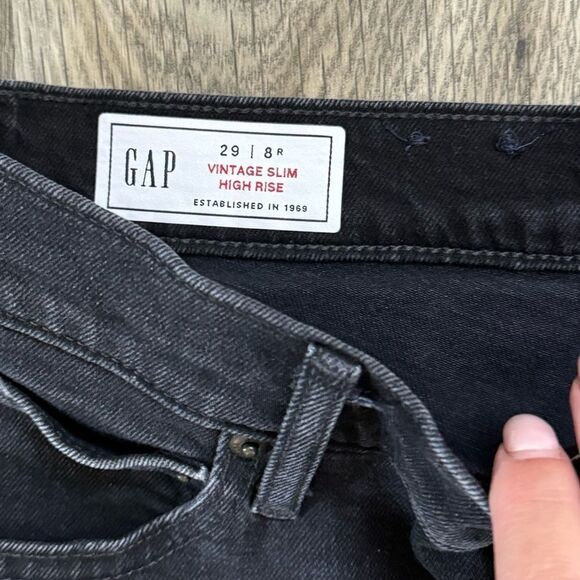 GAP
29 | 8R
VINTAGE SLIM
HIGH RISE
ESTABLISHED IN 1969